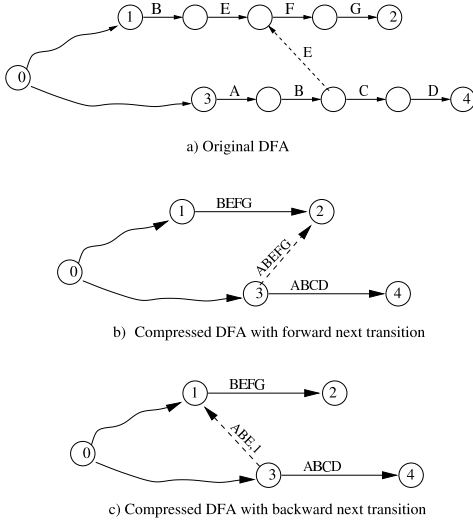 1 B E F G 2
E
0
3 A B C D 4
a) Original DFA
1 BEFG 2
ABEFG
0
3 ABCD 4
b) Compressed DFA with forward next transition
1 BEFG 2
ABE,1
0
3 ABCD 4
c) Compressed DFA with backward next transition